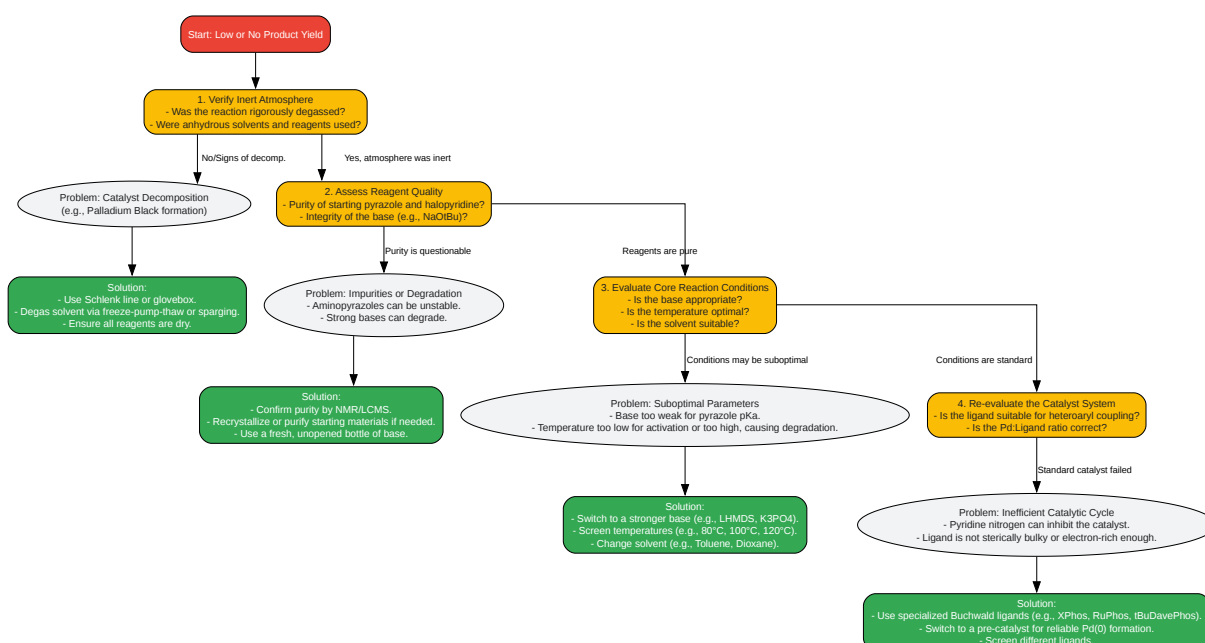 Start: Low or No Product Yield
1. Verify Inert Atmosphere
- Was the reaction rigorously degassed?
- Were anhydrous solvents and reagents used?
No/Signs of decomp.
Yes, atmosphere was inert
Problem: Catalyst Decomposition
(e.g., Palladium Black formation)
2. Assess Reagent Quality
- Purity of starting pyrazole and halopyridine?
- Integrity of the base (e.g., NaOtBu)?
Purity is questionable
Reagents are pure
Solution:
- Use Schlenk line or glovebox.
- Degas solvent via freeze-pump-thaw or sparging.
- Ensure all reagents are dry.
Problem: Impurities or Degradation
- Aminopyrazoles can be unstable.
- Strong bases can degrade.
3. Evaluate Core Reaction Conditions
- Is the base appropriate?
- Is the temperature optimal?
- Is the solvent suitable?
Conditions may be suboptimal
Conditions are standard
Solution:
- Confirm purity by NMR/LCMS.
- Recrystallize or purify starting materials if needed.
- Use a fresh, unopened bottle of base.
Problem: Suboptimal Parameters
- Base too weak for pyrazole pKa.
- Temperature too low for activation or too high, causing degradation.
4. Re-evaluate the Catalyst System
- Is the ligand suitable for heteroaryl coupling?
- Is the Pd:Ligand ratio correct?
Standard catalyst failed
Solution:
- Switch to a stronger base (e.g., LHMDS, K3PO4).
- Screen temperatures (e.g., 80°C, 100°C, 120°C).
- Change solvent (e.g., Toluene, Dioxane).
Problem: Inefficient Catalytic Cycle
- Pyridine nitrogen can inhibit the catalyst.
- Ligand is not sterically bulky or electron-rich enough.
Solution:
- Use specialized Buchwald ligands (e.g., XPhos, RuPhos, tBuDavePhos).
- Switch to a pre-catalyst for reliable Pd(0) formation.
- Screen different ligands.